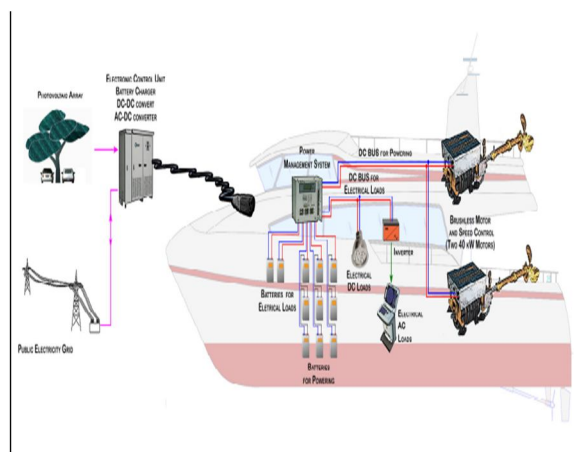 PHOTOVOLTAIC ARRAY
ELECTRONIC CONTROL UNIT
BATTERY CHARGER
DC-DC CONVERT
AC-DC CONVERTER
POWER
MANAGEMENT SYSTEM
DC BUS FOR POWERING
DC BUS FOR
ELECTRICAL LOADS
BRUSHLESS MOTOR
AND SPEED CONTROL
(TWO 40 KW MOTORS)
INVERTER
ELECTRICAL
DC LOADS
BATTERIES FOR
ELETRICAL LOADS
ELECTRICAL
AC
LOADS
PUBLIC ELECTRICITY GRID
BATTERIES
FOR POWERING